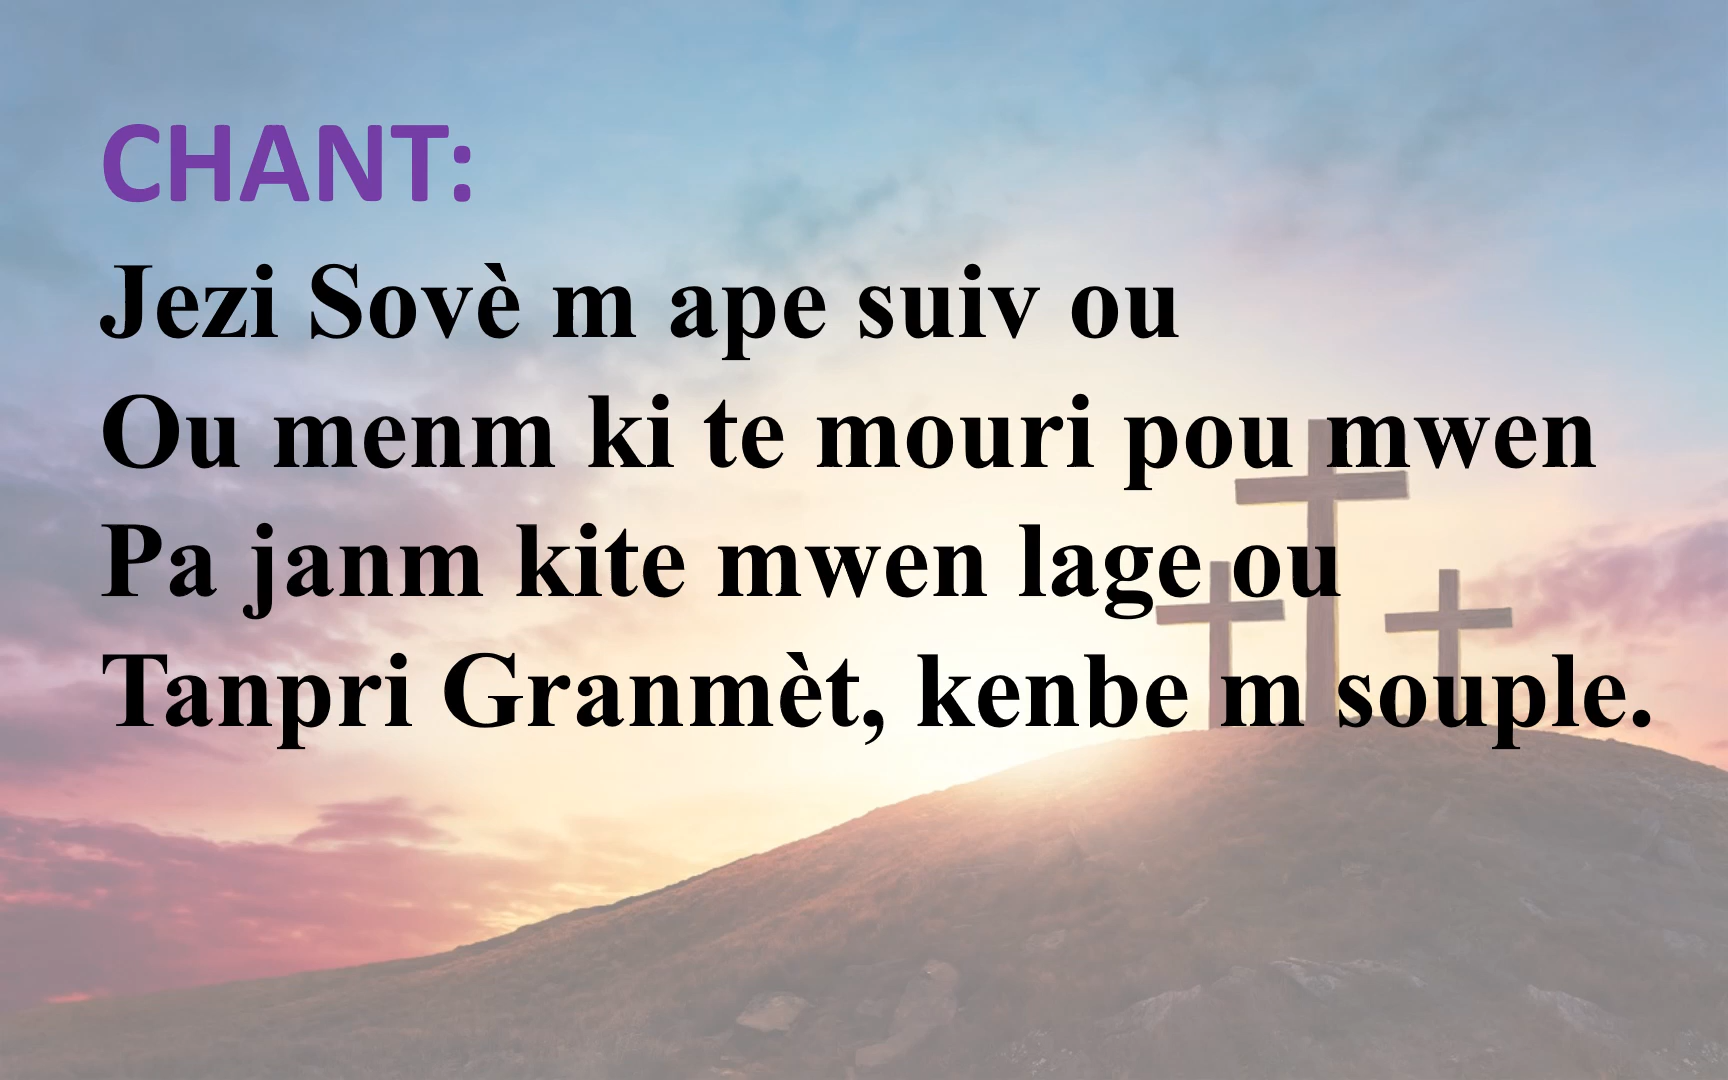 CHANT:
Jezi Sovè m ape suiv ou
Ou menm ki te mouri pou mwen
Pa janm kite mwen lage ou
Tanpri Granmèt, kenbe m souple.